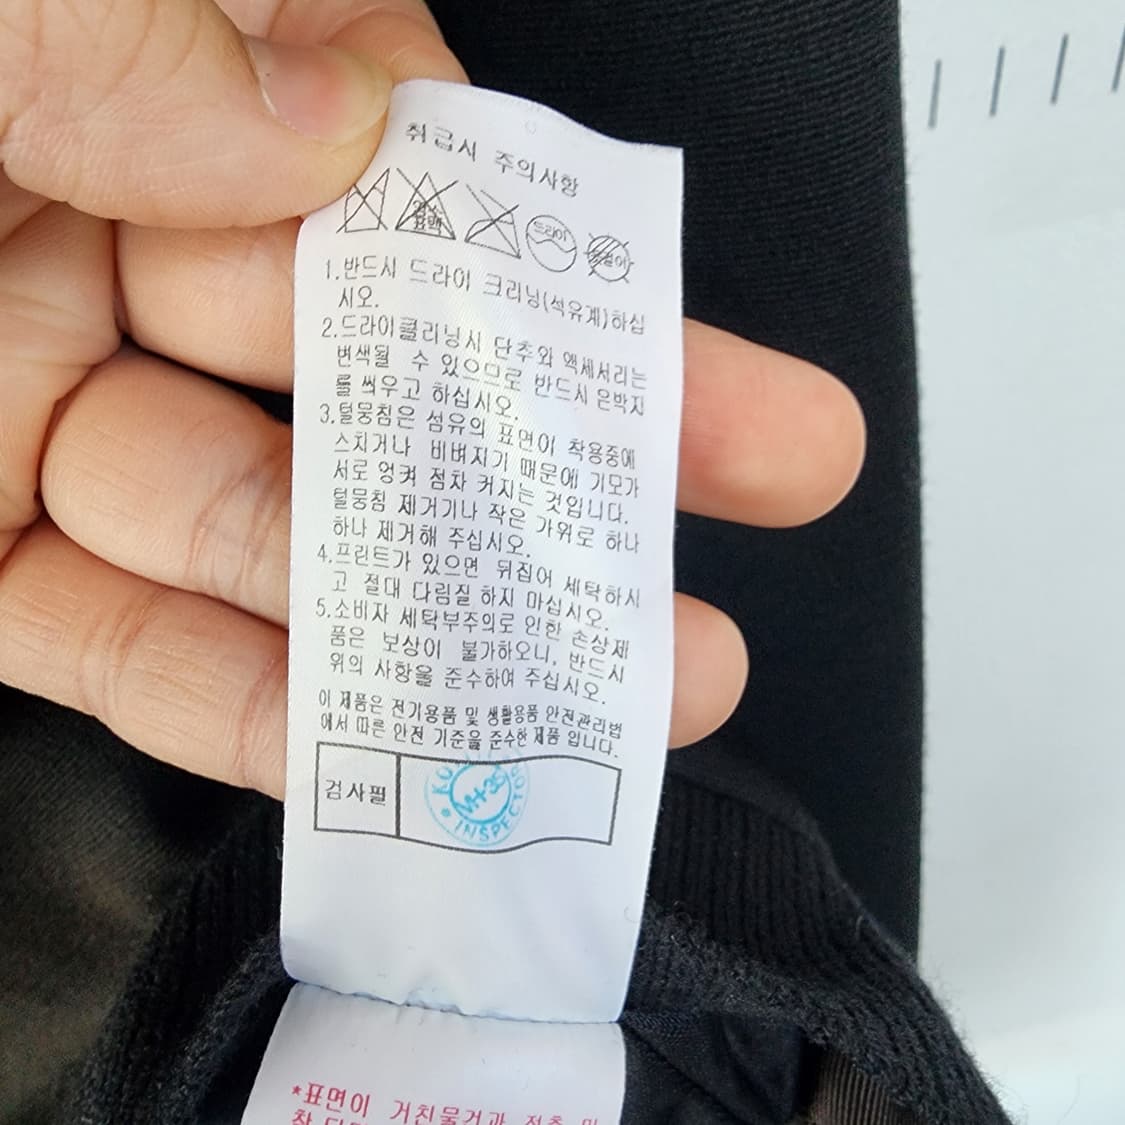 취급시 주의사항
염소
표백
드라이
1.반드시 드라이 크리닝(석유계)하십
시오.
2.드라이클리닝시 단추와 액세서리는
변색될 수 있으므로 반드시 은박지
를 씌우고 하십시오.
3.털뭉침은 섬유의 표면이 착용중에
스치거나 비벼지기 때문에 기모가
서로 엉켜 점차 커지는 것입니다.
털뭉침 제거기나 작은 가위로 하나
하나 제거해 주십시오.
4.프린트가 있으면 뒤집어 세탁하시
고 절대 다림질 하지 마십시오.
5.소비자 세탁부주의로 인한 손상제
품은 보상이 불가하오니, 반드시
위의 사항을 준수하여 주십시오.
이 제품은 전기용품 및 생활용품 안전관리법
에서 따른 안전 기준을 준수한 제품 입니다.
검사필
INSPECTOR
*표면이 거친물건과 접촉 및